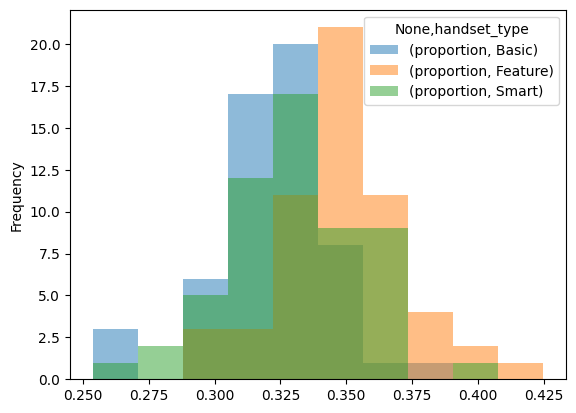 None,handset_type
(proportion, Basic)
(proportion, Feature)
(proportion, Smart)
Frequency
20.0
17.5
15.0
12.5
10.0
7.5
5.0
2.5
0.0
0.250 0.275 0.300 0.325 0.350 0.375 0.400 0.425